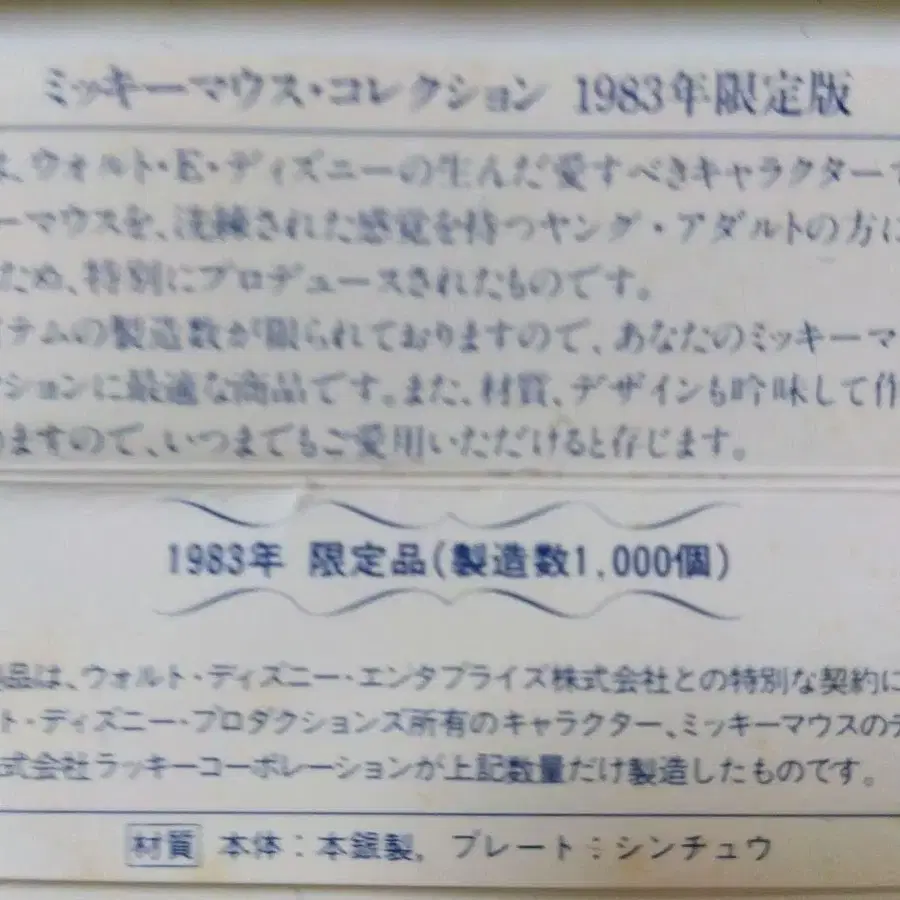 ミッキーマウス・コレクション 1983年限定版
は、ウォルト・E・ディズニーの生んだ愛すべきキャラクターで
ーマウスを、洗練された感覚を持つヤング・アダルトの方に
ため、特別にプロデュースされたものです。
テムの製造数が限られておりますので、あなたのミッキーマ
クションに最適な商品です。また、材質、デザインも吟味して作
りますので、いつまでもご愛用いただけると存じます。
1983年 限定品(製造数1,000個)
品は、ウォルト・ディズニー・エンタプライズ株式会社との特別な契約に
ト・ディズニー・プロダクションズ所有のキャラクター、ミッキーマウスのデ
式会社ラッキーコーポレーションが上記数量だけ製造したものです。
材質 本体:本銀製, プレート:シンチュウ